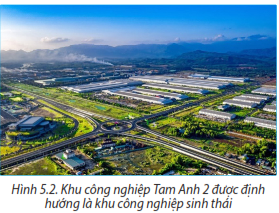 Hình 5.2. Khu công nghiệp Tam Anh 2 được định
hướng là khu công nghiệp sinh thái